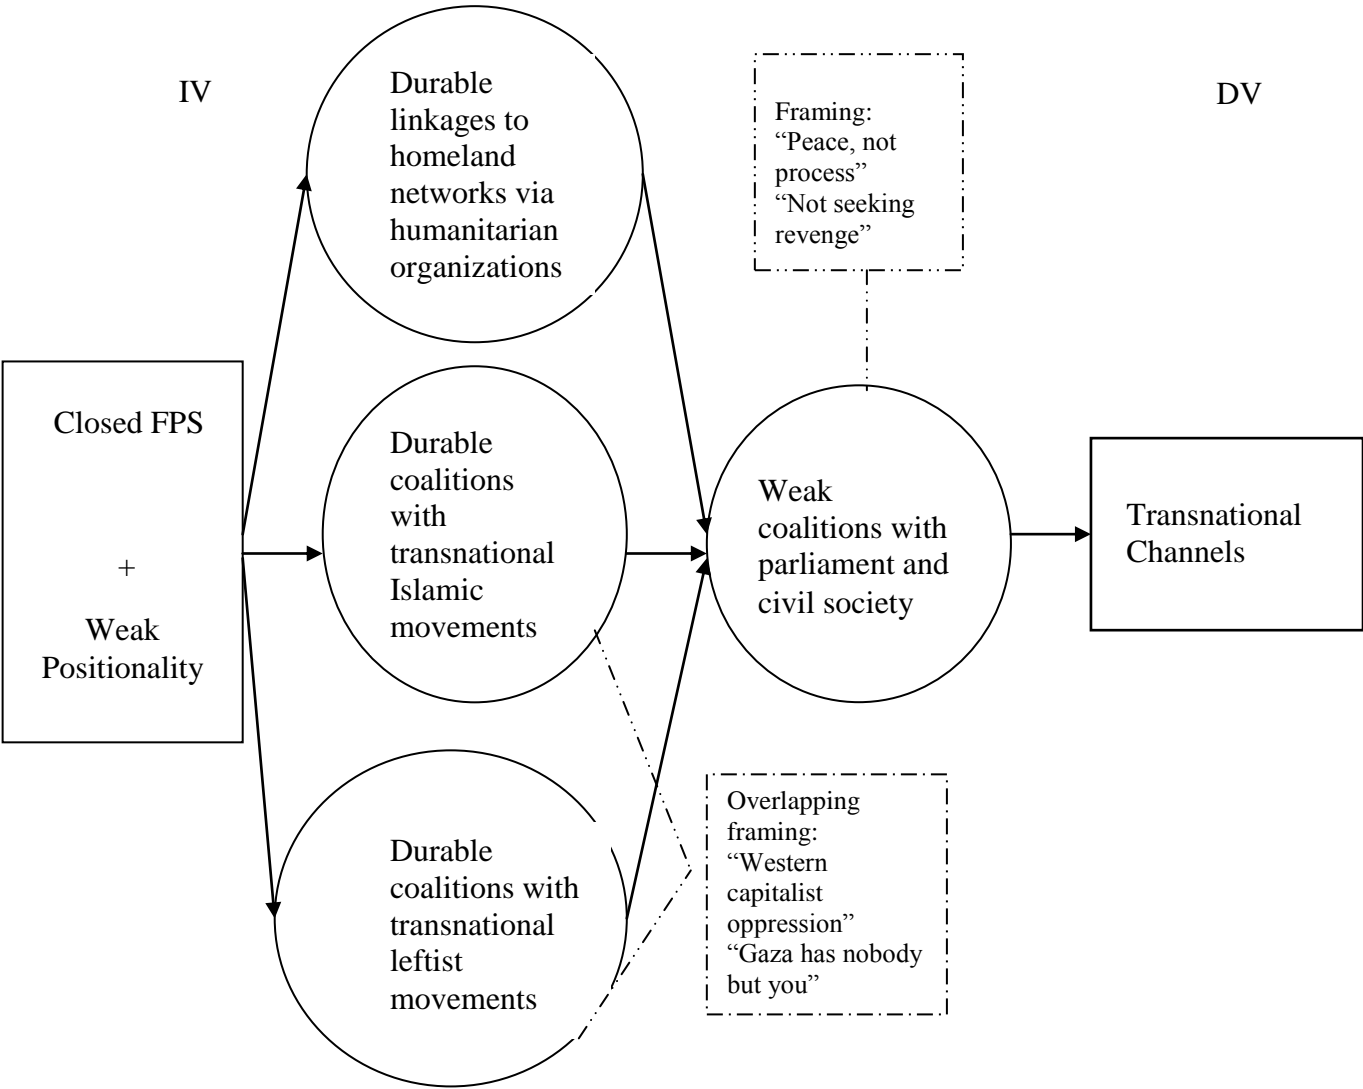 IV
DV
Durable
linkages to
homeland
networks via
humanitarian
organizations
Framing:
“Peace, not
process”
“Not seeking
revenge”
Closed FPS
+
Weak
Positionality
Durable
coalitions
with
transnational
Islamic
movements
Weak
coalitions with
parliament and
civil society
Transnational
Channels
Durable
coalitions with
transnational
leftist
movements
Overlapping
framing:
“Western
capitalist
oppression”
“Gaza has nobody
but you”